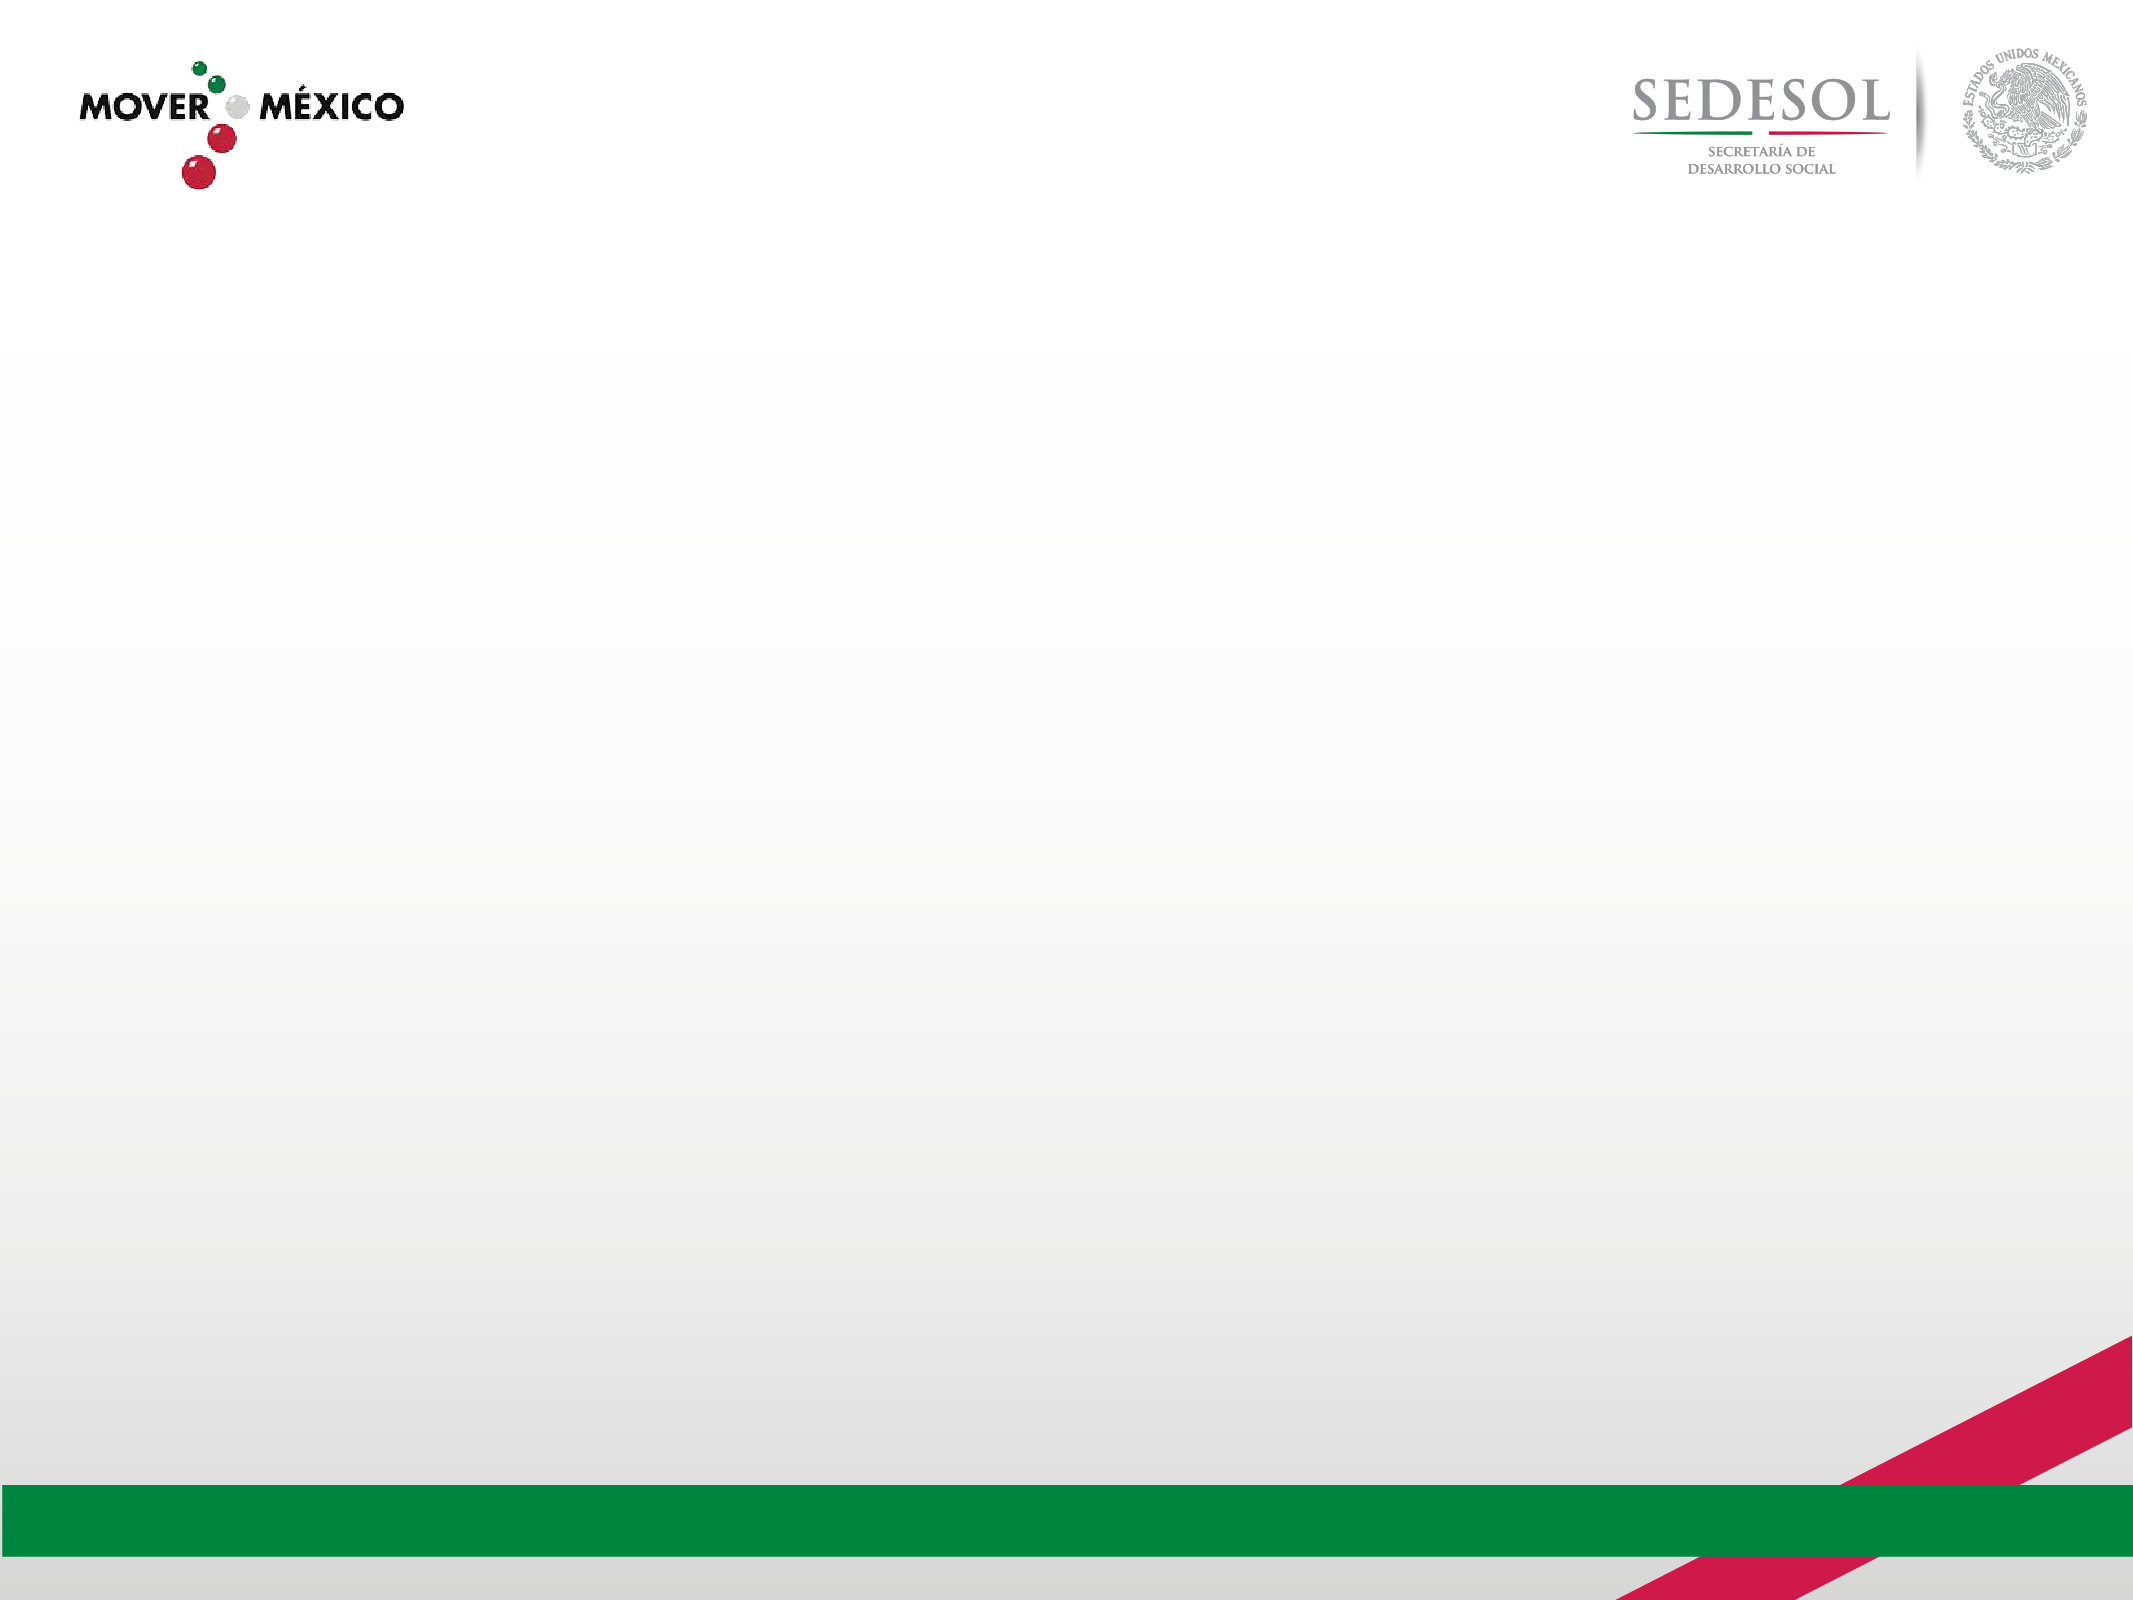 MOVER MÉXICO
SEDESOL
SECRETARÍA DE
DESARROLLO SOCIAL
ESTADOS UNIDOS MEXICANOS